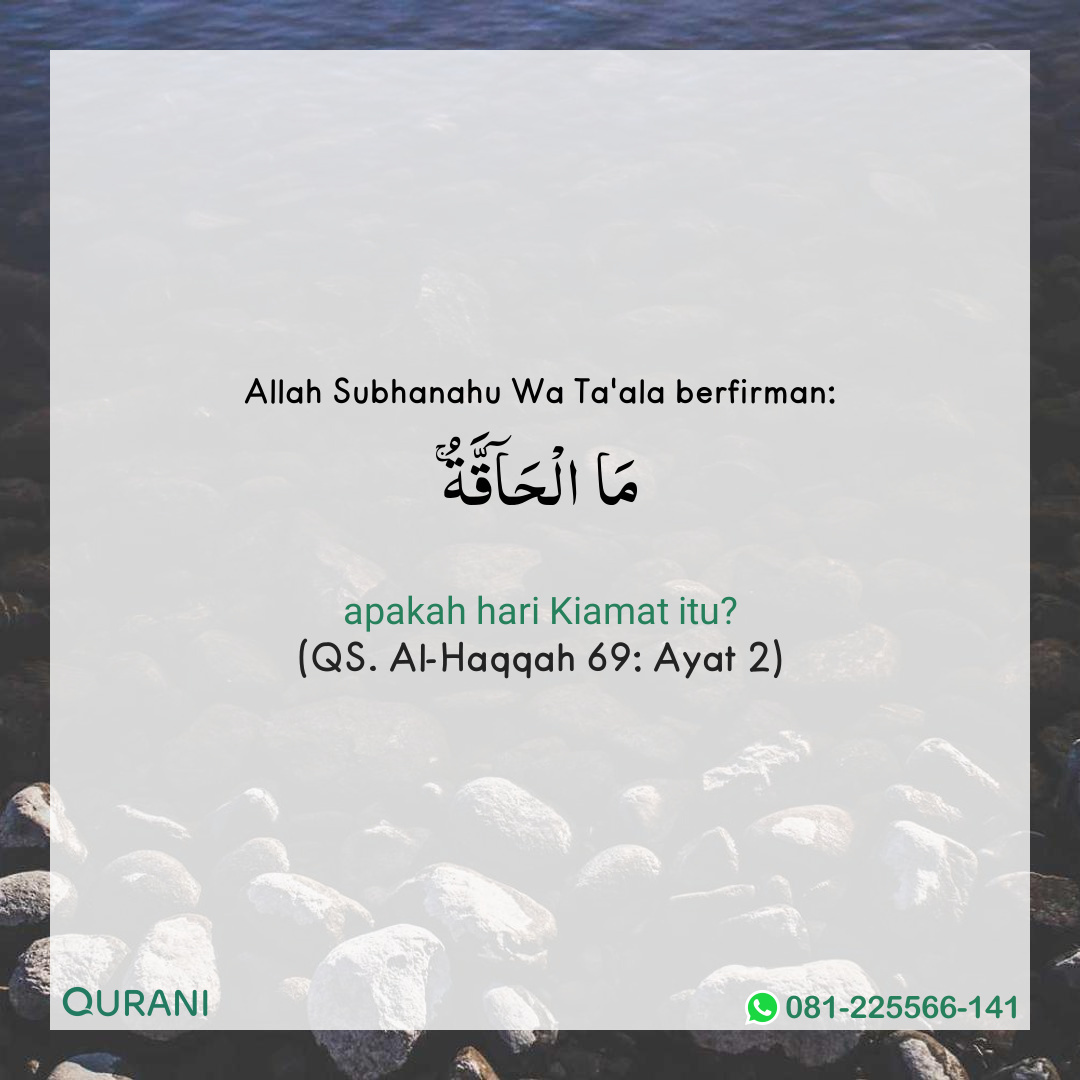 Allah Subhanahu Wa Ta'ala berfirman:
مَا الْحَآقَّةُ ۚ
apakah hari Kiamat itu?
(QS. Al-Haqqah 69: Ayat 2)
QURANI
081-225566-141